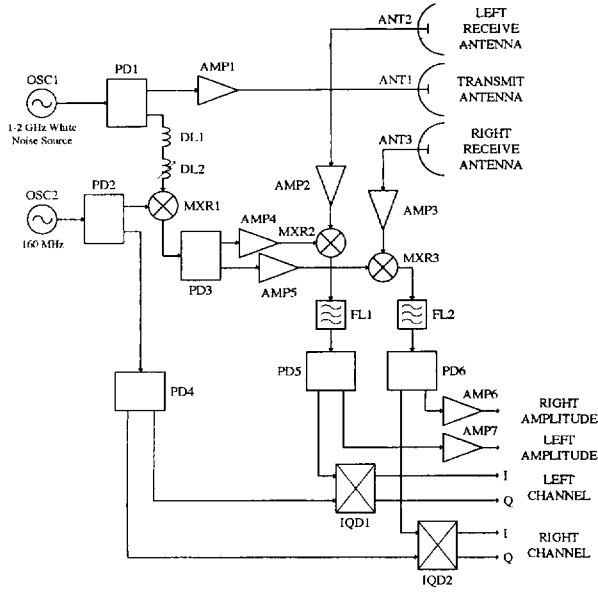 ANT2
LEFT
RECEIVE
ANTENNA
OSC1
PD1
AMP1
ANT1
TRANSMIT
ANTENNA
1-2 GHz White
Noise Source
DL1
ANT3
RIGHT
RECEIVE
ANTENNA
DL2
OSC2
PD2
MXR1
AMP2
AMP3
160 MHz
AMP4
MXR2
MXR3
PD3
AMP5
FL1
FL2
PD5
PD6
PD4
AMP6
RIGHT
AMPLITUDE
AMP7
LEFT
AMPLITUDE
I
LEFT
CHANNEL
Q
IQD1
I
RIGHT
CHANNEL
Q
IQD2